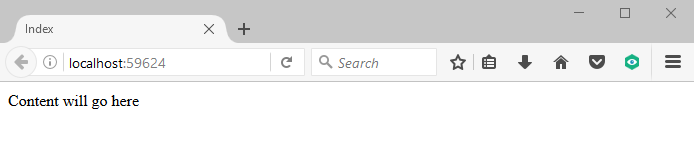 Index
localhost:59624
Search
Content will go here